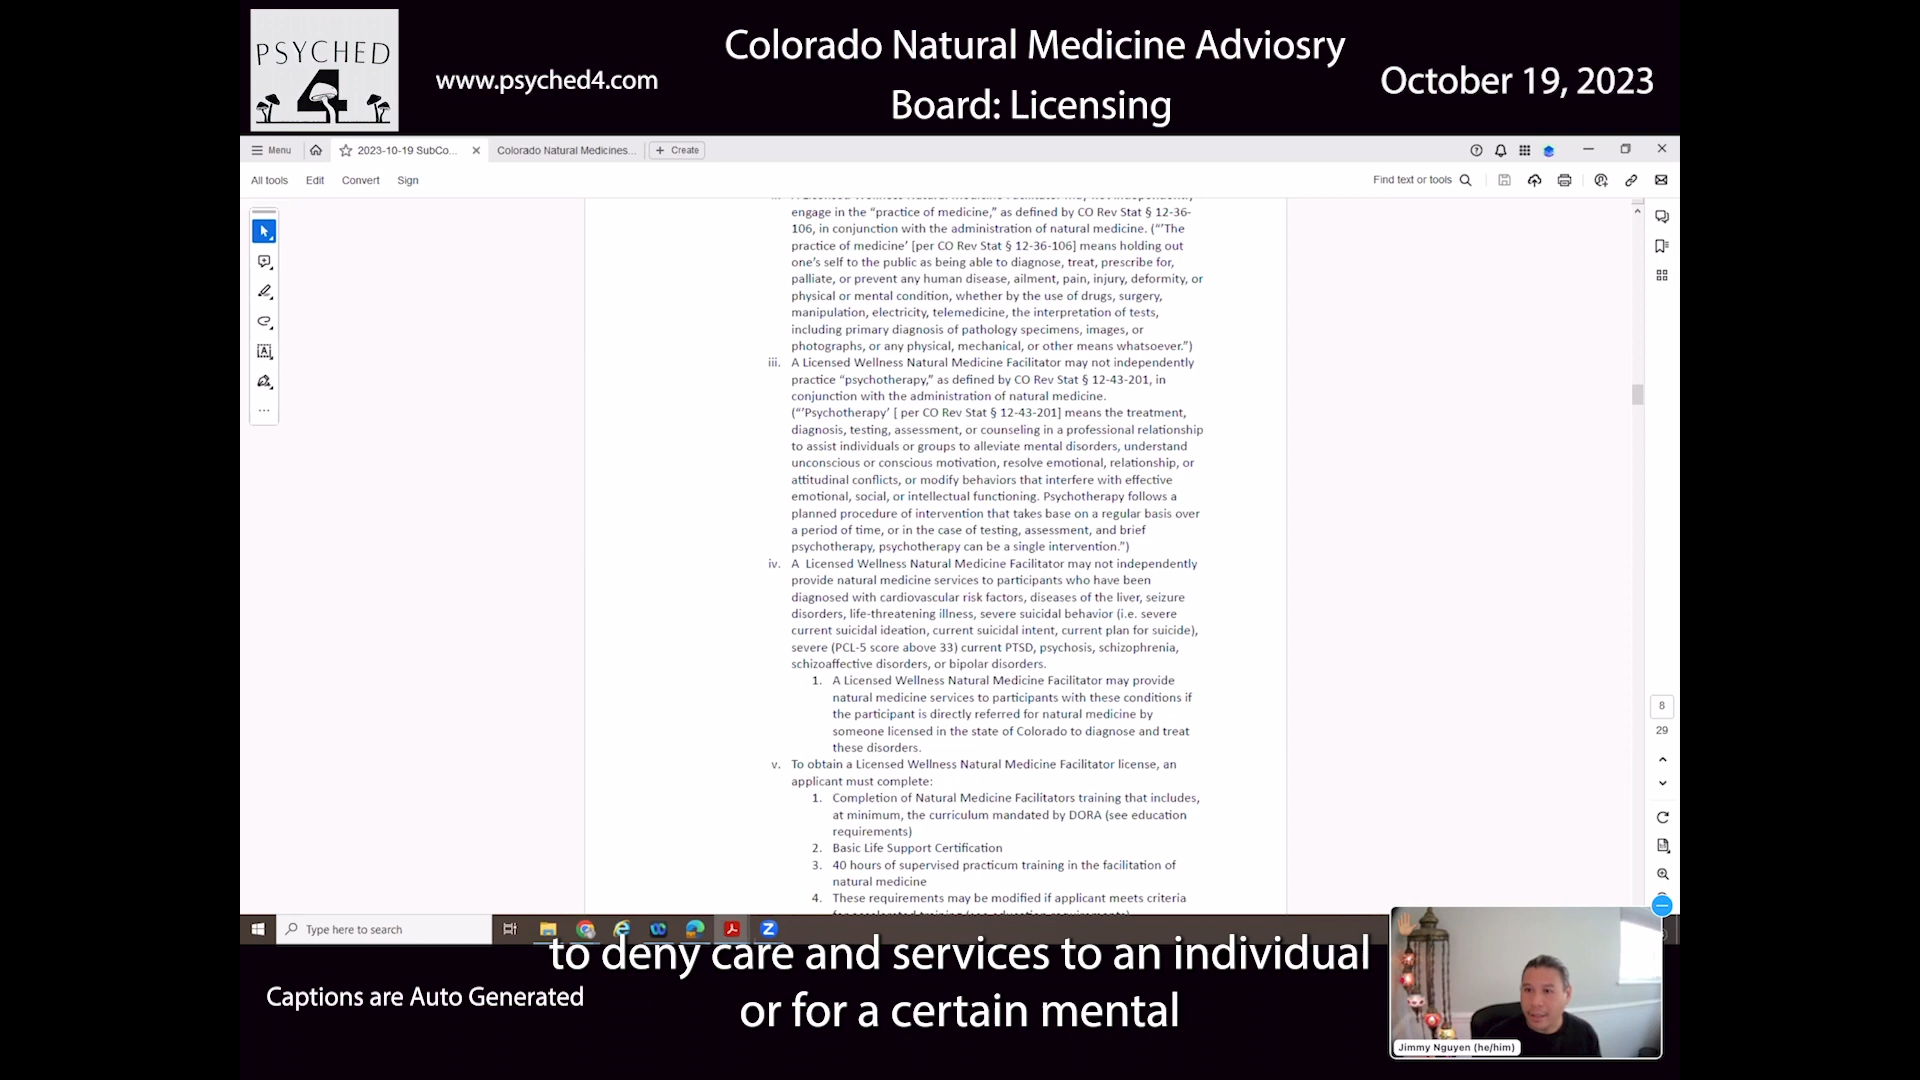 PSYCHED
4
www.psyched4.com
Colorado Natural Medicine Adviosry
Board: Licensing
October 19, 2023
Menu
2023-10-19 SubCo...
Colorado Natural Medicines...
+ Create
All tools
Edit
Convert
Sign
Find text or tools
engage in the “practice of medicine,” as defined by CO Rev Stat § 12-36-
106, in conjunction with the administration of natural medicine. (“‘The
practice of medicine’ [per CO Rev Stat § 12-36-106] means holding out
one’s self to the public as being able to diagnose, treat, prescribe for,
palliate, or prevent any human disease, ailment, pain, injury, deformity, or
physical or mental condition, whether by the use of drugs, surgery,
manipulation, electricity, telemedicine, the interpretation of tests,
including primary diagnosis of pathology specimens, images, or
photographs, or any physical, mechanical, or other means whatsoever.”)
iii. A Licensed Wellness Natural Medicine Facilitator may not independently
practice “psychotherapy,” as defined by CO Rev Stat § 12-43-201, in
conjunction with the administration of natural medicine.
(“‘Psychotherapy’ [ per CO Rev Stat § 12-43-201] means the treatment,
diagnosis, testing, assessment, or counseling in a professional relationship
to assist individuals or groups to alleviate mental disorders, understand
unconscious or conscious motivation, resolve emotional, relationship, or
attitudinal conflicts, or modify behaviors that interfere with effective
emotional, social, or intellectual functioning. Psychotherapy follows a
planned procedure of intervention that takes base on a regular basis over
a period of time, or in the case of testing, assessment, and brief
psychotherapy, psychotherapy can be a single intervention.”)
iv. A Licensed Wellness Natural Medicine Facilitator may not independently
provide natural medicine services to participants who have been
diagnosed with cardiovascular risk factors, diseases of the liver, seizure
disorders, life-threatening illness, severe suicidal behavior (i.e. severe
current suicidal ideation, current suicidal intent, current plan for suicide),
severe (PCL-5 score above 33) current PTSD, psychosis, schizophrenia,
schizoaffective disorders, or bipolar disorders.
1. A Licensed Wellness Natural Medicine Facilitator may provide
natural medicine services to participants with these conditions if
the participant is directly referred for natural medicine by
someone licensed in the state of Colorado to diagnose and treat
these disorders.
v. To obtain a Licensed Wellness Natural Medicine Facilitator license, an
applicant must complete:
1. Completion of Natural Medicine Facilitators training that includes,
at minimum, the curriculum mandated by DORA (see education
requirements)
2. Basic Life Support Certification
3. 40 hours of supervised practicum training in the facilitation of
natural medicine
4. These requirements may be modified if applicant meets criteria
8
29
Type here to search
to deny care and services to an individual
or for a certain mental
Captions are Auto Generated
Jimmy Nguyen (he/him)